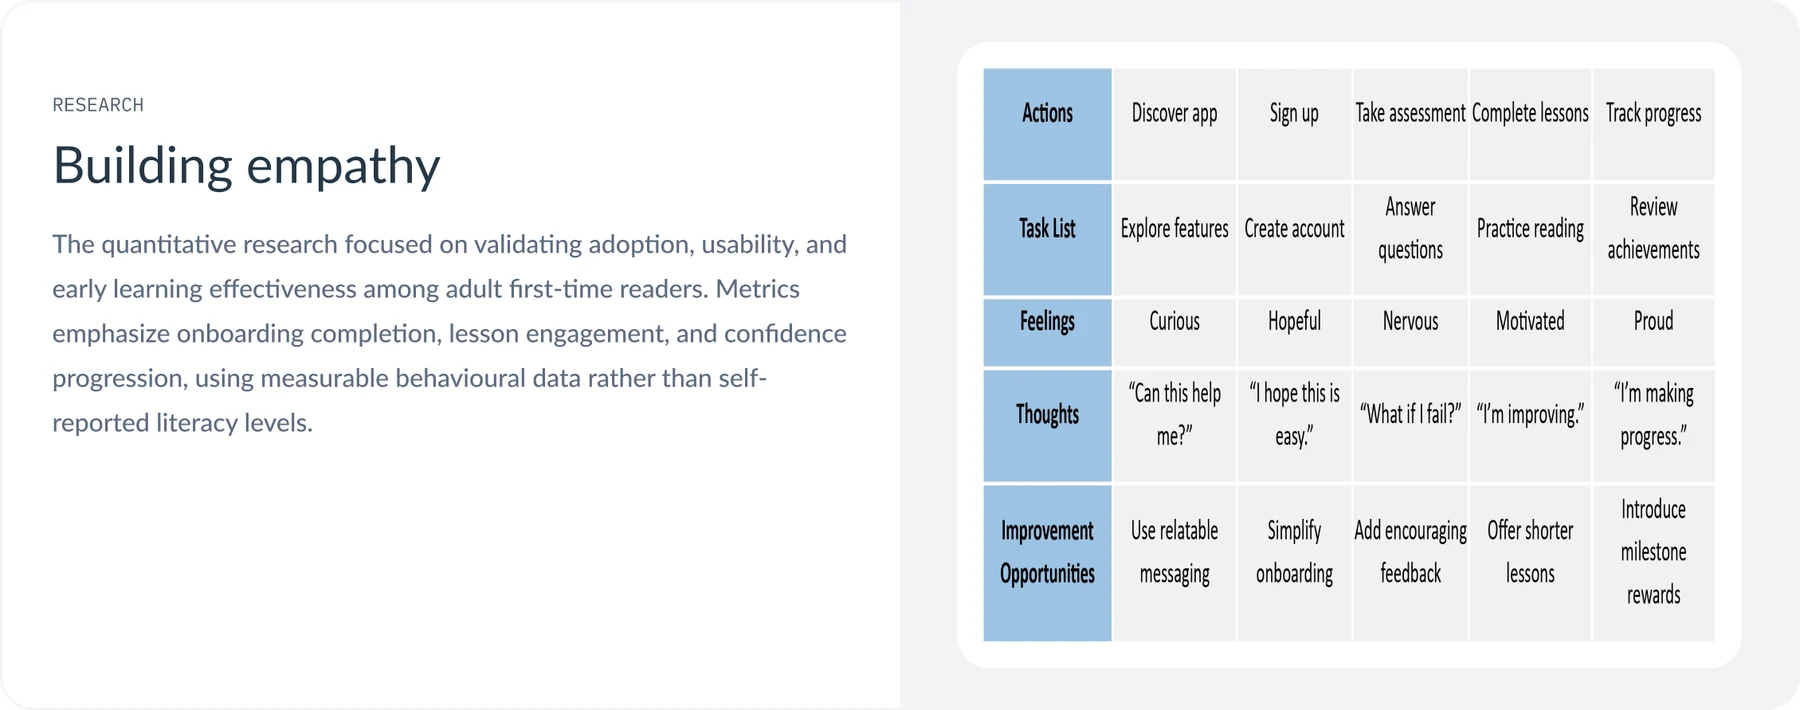 RESEARCH
Building empathy
The quantitative research focused on validating adoption, usability, and
early learning effectiveness among adult first-time readers. Metrics
emphasize onboarding completion, lesson engagement, and confidence
progression, using measurable behavioural data rather than self-
reported literacy levels.
Actions
Discover app
Sign up
Take assessment
Complete lessons
Track progress
Task List
Explore features
Create account
Answer
questions
Practice reading
Review
achievements
Feelings
Curious
Hopeful
Nervous
Motivated
Proud
Thoughts
“Can this help
me?”
“I hope this is
easy.”
“What if I fail?”
“I’m improving.”
“I’m making
progress.”
Improvement
Opportunities
Use relatable
messaging
Simplify
onboarding
Add encouraging
feedback
Offer shorter
lessons
Introduce
milestone
rewards